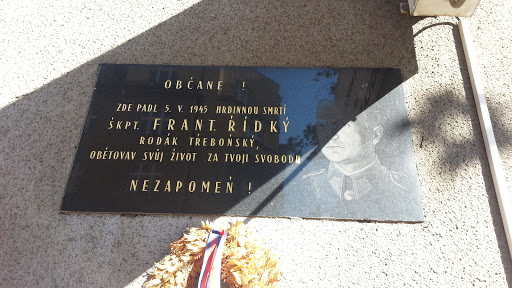 OBČANE !
ZDE PADL 5. V. 1945 HRDINNOU SMRTÍ
ŠKPT. FRANT. ŘÍDKÝ
RODÁK TŘEBOŇSKÝ,
OBĚTOVAV SVŮJ ŽIVOT ZA TVOJI SVOBODU
NEZAPOMEŇ !